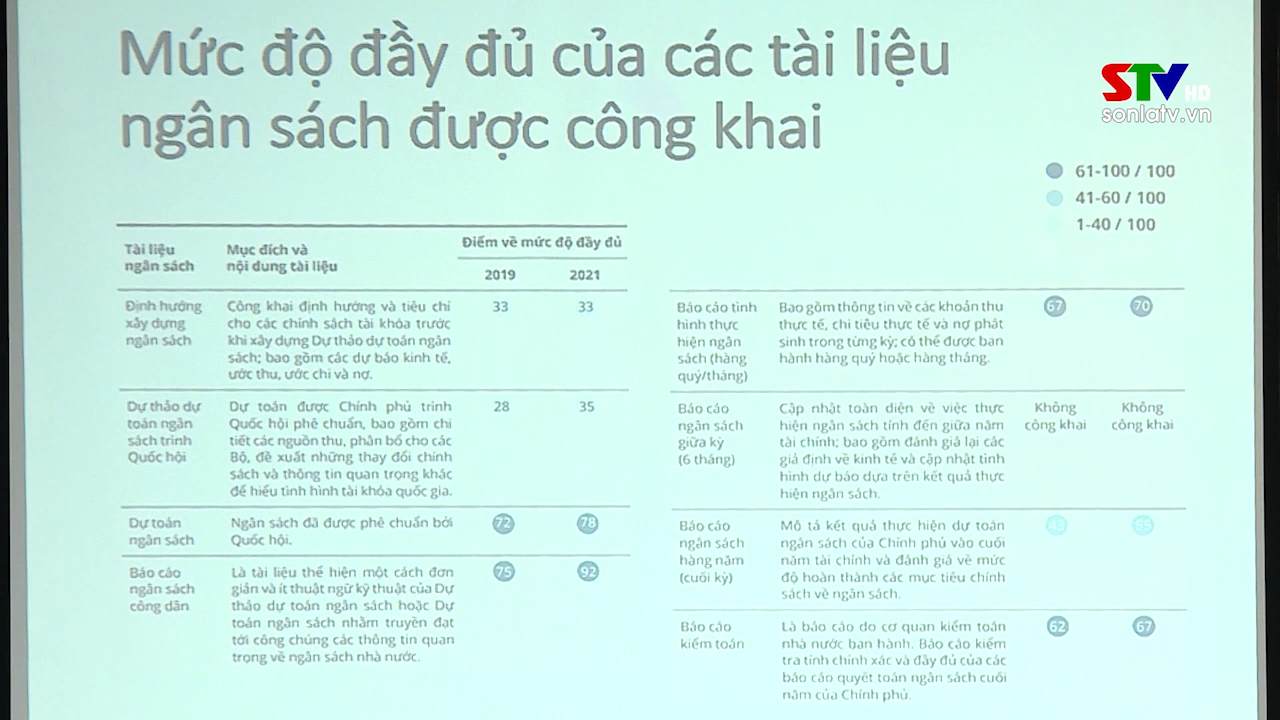 Mức độ đầy đủ của các tài liệu
ngân sách được công khai
STV HD
sonlatv.vn
61-100 / 100
41-60 / 100
1-40 / 100
Tài liệu
ngân sách
Mục đích và
nội dung tài liệu
Điểm về mức độ đầy đủ
2019
2021
Định hướng
xây dựng
ngân sách
Công khai định hướng và tiêu chí
cho các chính sách tài khóa trước
khi xây dựng Dự thảo dự toán ngân
sách; bao gồm các dự báo kinh tế,
ước thu, ước chi và nợ.
33
33
Dự thảo dự
toán ngân
sách trình
Quốc hội
Dự toán được Chính phủ trình
Quốc hội phê chuẩn, bao gồm chi
tiết các nguồn thu, phân bổ cho các
Bộ, đề xuất những thay đổi chính
sách và thông tin quan trọng khác
để hiểu tình hình tài khóa quốc gia.
28
35
Dự toán
ngân sách
Ngân sách đã được phê chuẩn bởi
Quốc hội.
72
78
Báo cáo
ngân sách
công dân
Là tài liệu thể hiện một cách đơn
giản và ít thuật ngữ kỹ thuật của Dự
thảo dự toán ngân sách hoặc Dự
toán ngân sách nhằm truyền đạt
tới công chúng các thông tin quan
trọng về ngân sách nhà nước.
75
92
Báo cáo tình
hình thực
hiện ngân
sách (hàng
quý/tháng)
Bao gồm thông tin về các khoản thu
thực tế, chi tiêu thực tế và nợ phát
sinh trong từng kỳ; có thể được ban
hành hàng quý hoặc hàng tháng.
67
70
Báo cáo
ngân sách
giữa kỳ
(6 tháng)
Cập nhật toàn diện về việc thực
hiện ngân sách tính đến giữa năm
tài chính; bao gồm đánh giá lại các
giả định về kinh tế và cập nhật tình
hình dự báo dựa trên kết quả thực
hiện ngân sách.
Không
công khai
Không
công khai
Báo cáo
ngân sách
hàng năm
(cuối kỳ)
Mô tả kết quả thực hiện dự toán
ngân sách của Chính phủ vào cuối
năm tài chính và đánh giá về mức
độ hoàn thành các mục tiêu chính
sách về ngân sách.
Báo cáo
kiểm toán
Là báo cáo do cơ quan kiểm toán
nhà nước ban hành. Báo cáo kiểm
tra tính chính xác và đầy đủ của các
báo cáo quyết toán ngân sách cuối
năm của Chính phủ.
62
67